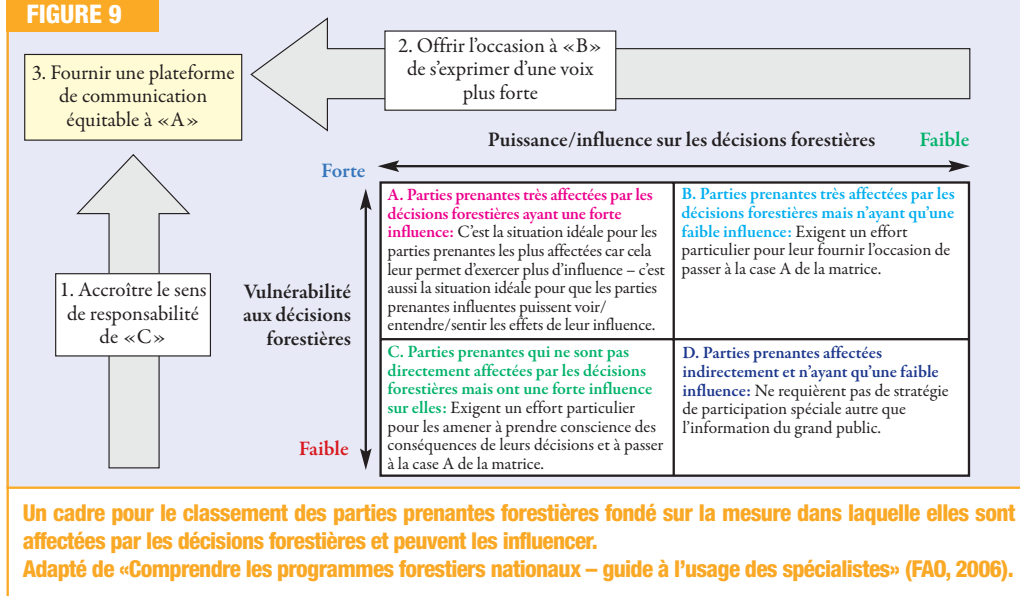 FIGURE 9
3. Fournir une plateforme
de communication
équitable à «A»
2. Offrir l'occasion à «B»
de s'exprimer d'une voix
plus forte
Puissance/influence sur les décisions forestières Faible
Forte
1. Accroître le sens
de responsabilité
de «C»
Vulnérabilité
aux décisions
forestières
Faible
A. Parties prenantes très affectées par les
décisions forestières ayant une forte
influence: C'est la situation idéale pour les
parties prenantes les plus affectées car cela
leur permet d'exercer plus d'influence – c'est
aussi la situation idéale pour que les parties
prenantes influentes puissent voir/
entendre/sentir les effets de leur influence.
B. Parties prenantes très affectées par les
décisions forestières mais n'ayant qu'une
faible influence: Exigent un effort
particulier pour leur fournir l'occasion de
passer à la case A de la matrice.
C. Parties prenantes qui ne sont pas
directement affectées par les décisions
forestières mais ont une forte influence
sur elles: Exigent un effort particulier
pour les amener à prendre conscience des
conséquences de leurs décisions et à passer
à la case A de la matrice.
D. Parties prenantes affectées
indirectement et n'ayant qu'une faible
influence: Ne requièrent pas de stratégie
de participation spéciale autre que
l'information du grand public.
Un cadre pour le classement des parties prenantes forestières fondé sur la mesure dans laquelle elles sont
affectées par les décisions forestières et peuvent les influencer.
Adapté de «Comprendre les programmes forestiers nationaux – guide à l'usage des spécialistes» (FAO, 2006).